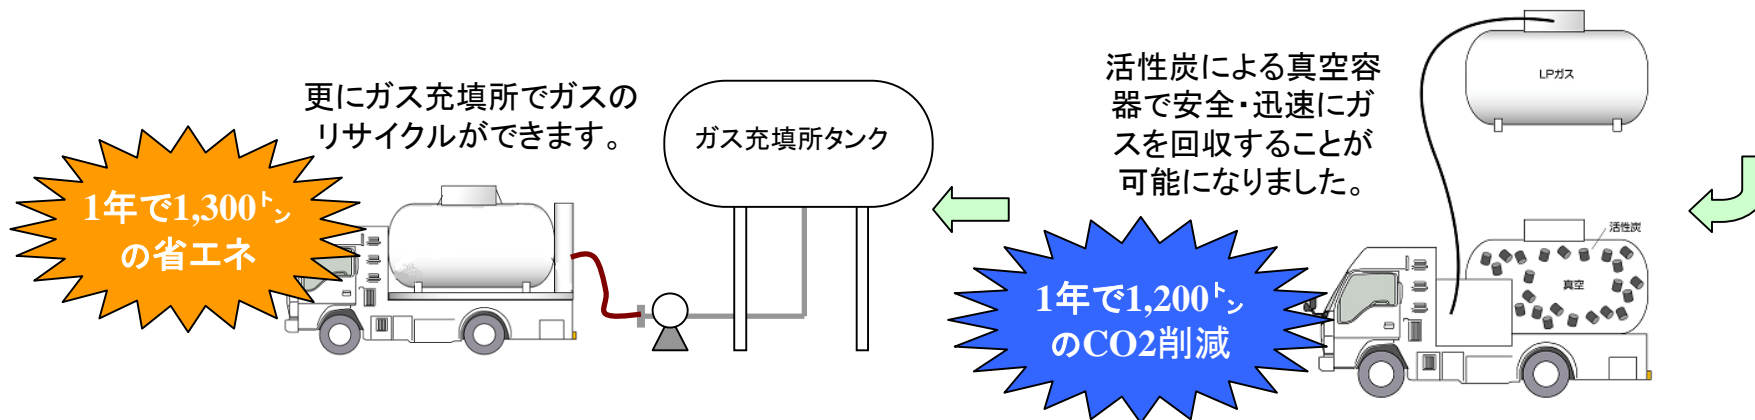 更にガス充填所でガスの
リサイクルができます。
1年で1,300㌧
の省エネ
ガス充填所タンク
活性炭による真空容
器で安全・迅速にガ
スを回収することが
可能になりました。
1年で1,200㌧
のCO2削減
LPガス
活性炭
真空